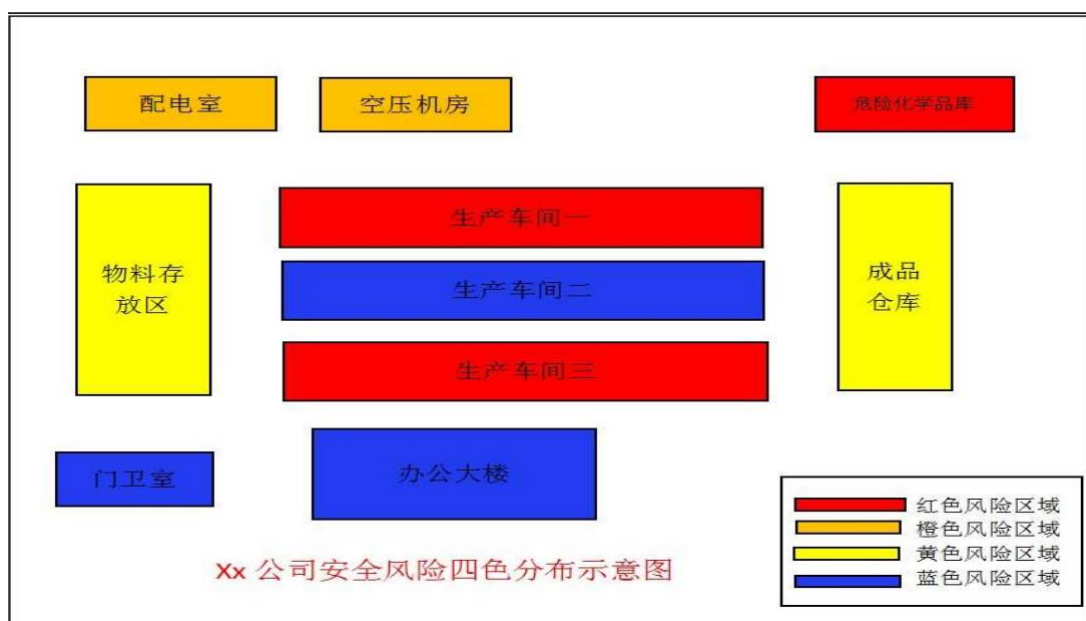 配电室
空压机房
危险化学品库
物料存
放区
生产车间一
生产车间二
生产车间三
成品
仓库
门卫室
办公大楼
红色风险区域
橙色风险区域
黄色风险区域
蓝色风险区域
Xx 公司安全风险四色分布示意图